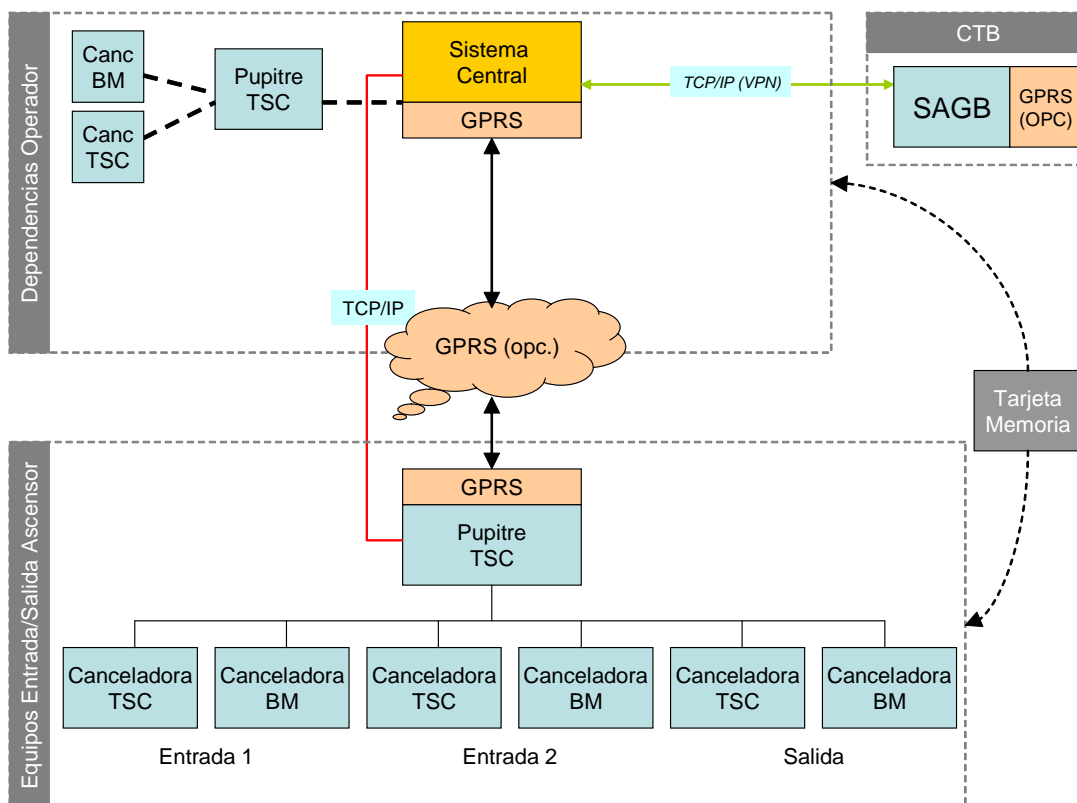 Dependencias Operador
Canc
BM
Canc
TSC
Pupitre
TSC
Sistema
Central
GPRS
TCP/IP (VPN)
CTB
SAGB
GPRS
(OPC)
TCP/IP
GPRS (opc.)
Tarjeta
Memoria
Equipos Entrada/Salida Ascensor
GPRS
Pupitre
TSC
Canceladora
TSC
Canceladora
BM
Canceladora
TSC
Canceladora
BM
Canceladora
TSC
Canceladora
BM
Entrada 1
Entrada 2
Salida